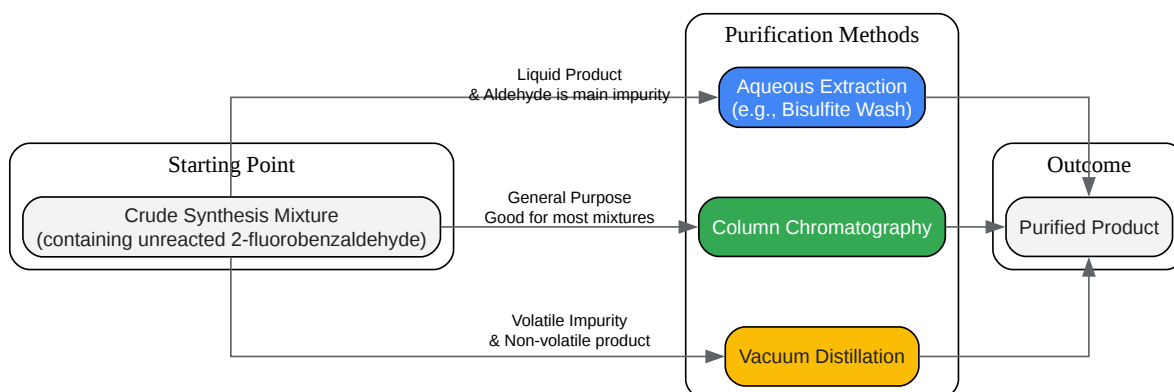 Purification Methods
Liquid Product
& Aldehyde is main impurity
Aqueous Extraction
(e.g., Bisulfite Wash)
Starting Point
Outcome
Crude Synthesis Mixture
(containing unreacted 2-fluorobenzaldehyde)
General Purpose
Good for most mixtures
Column Chromatography
Purified Product
Volatile Impurity
& Non-volatile product
Vacuum Distillation